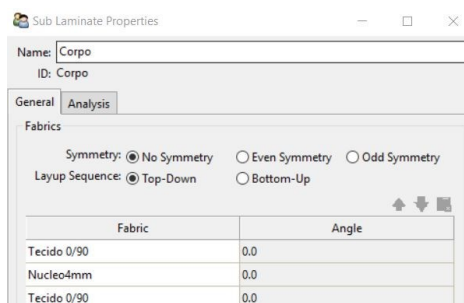 Sub Laminate Properties
Name: Corpo
ID: Corpo
General Analysis
Fabrics
Symmetry: No Symmetry Even Symmetry Odd Symmetry
Layup Sequence: Top-Down Bottom-Up
Fabric Angle
Tecido 0/90 0.0
Nucleo4mm 0.0
Tecido 0/90 0.0